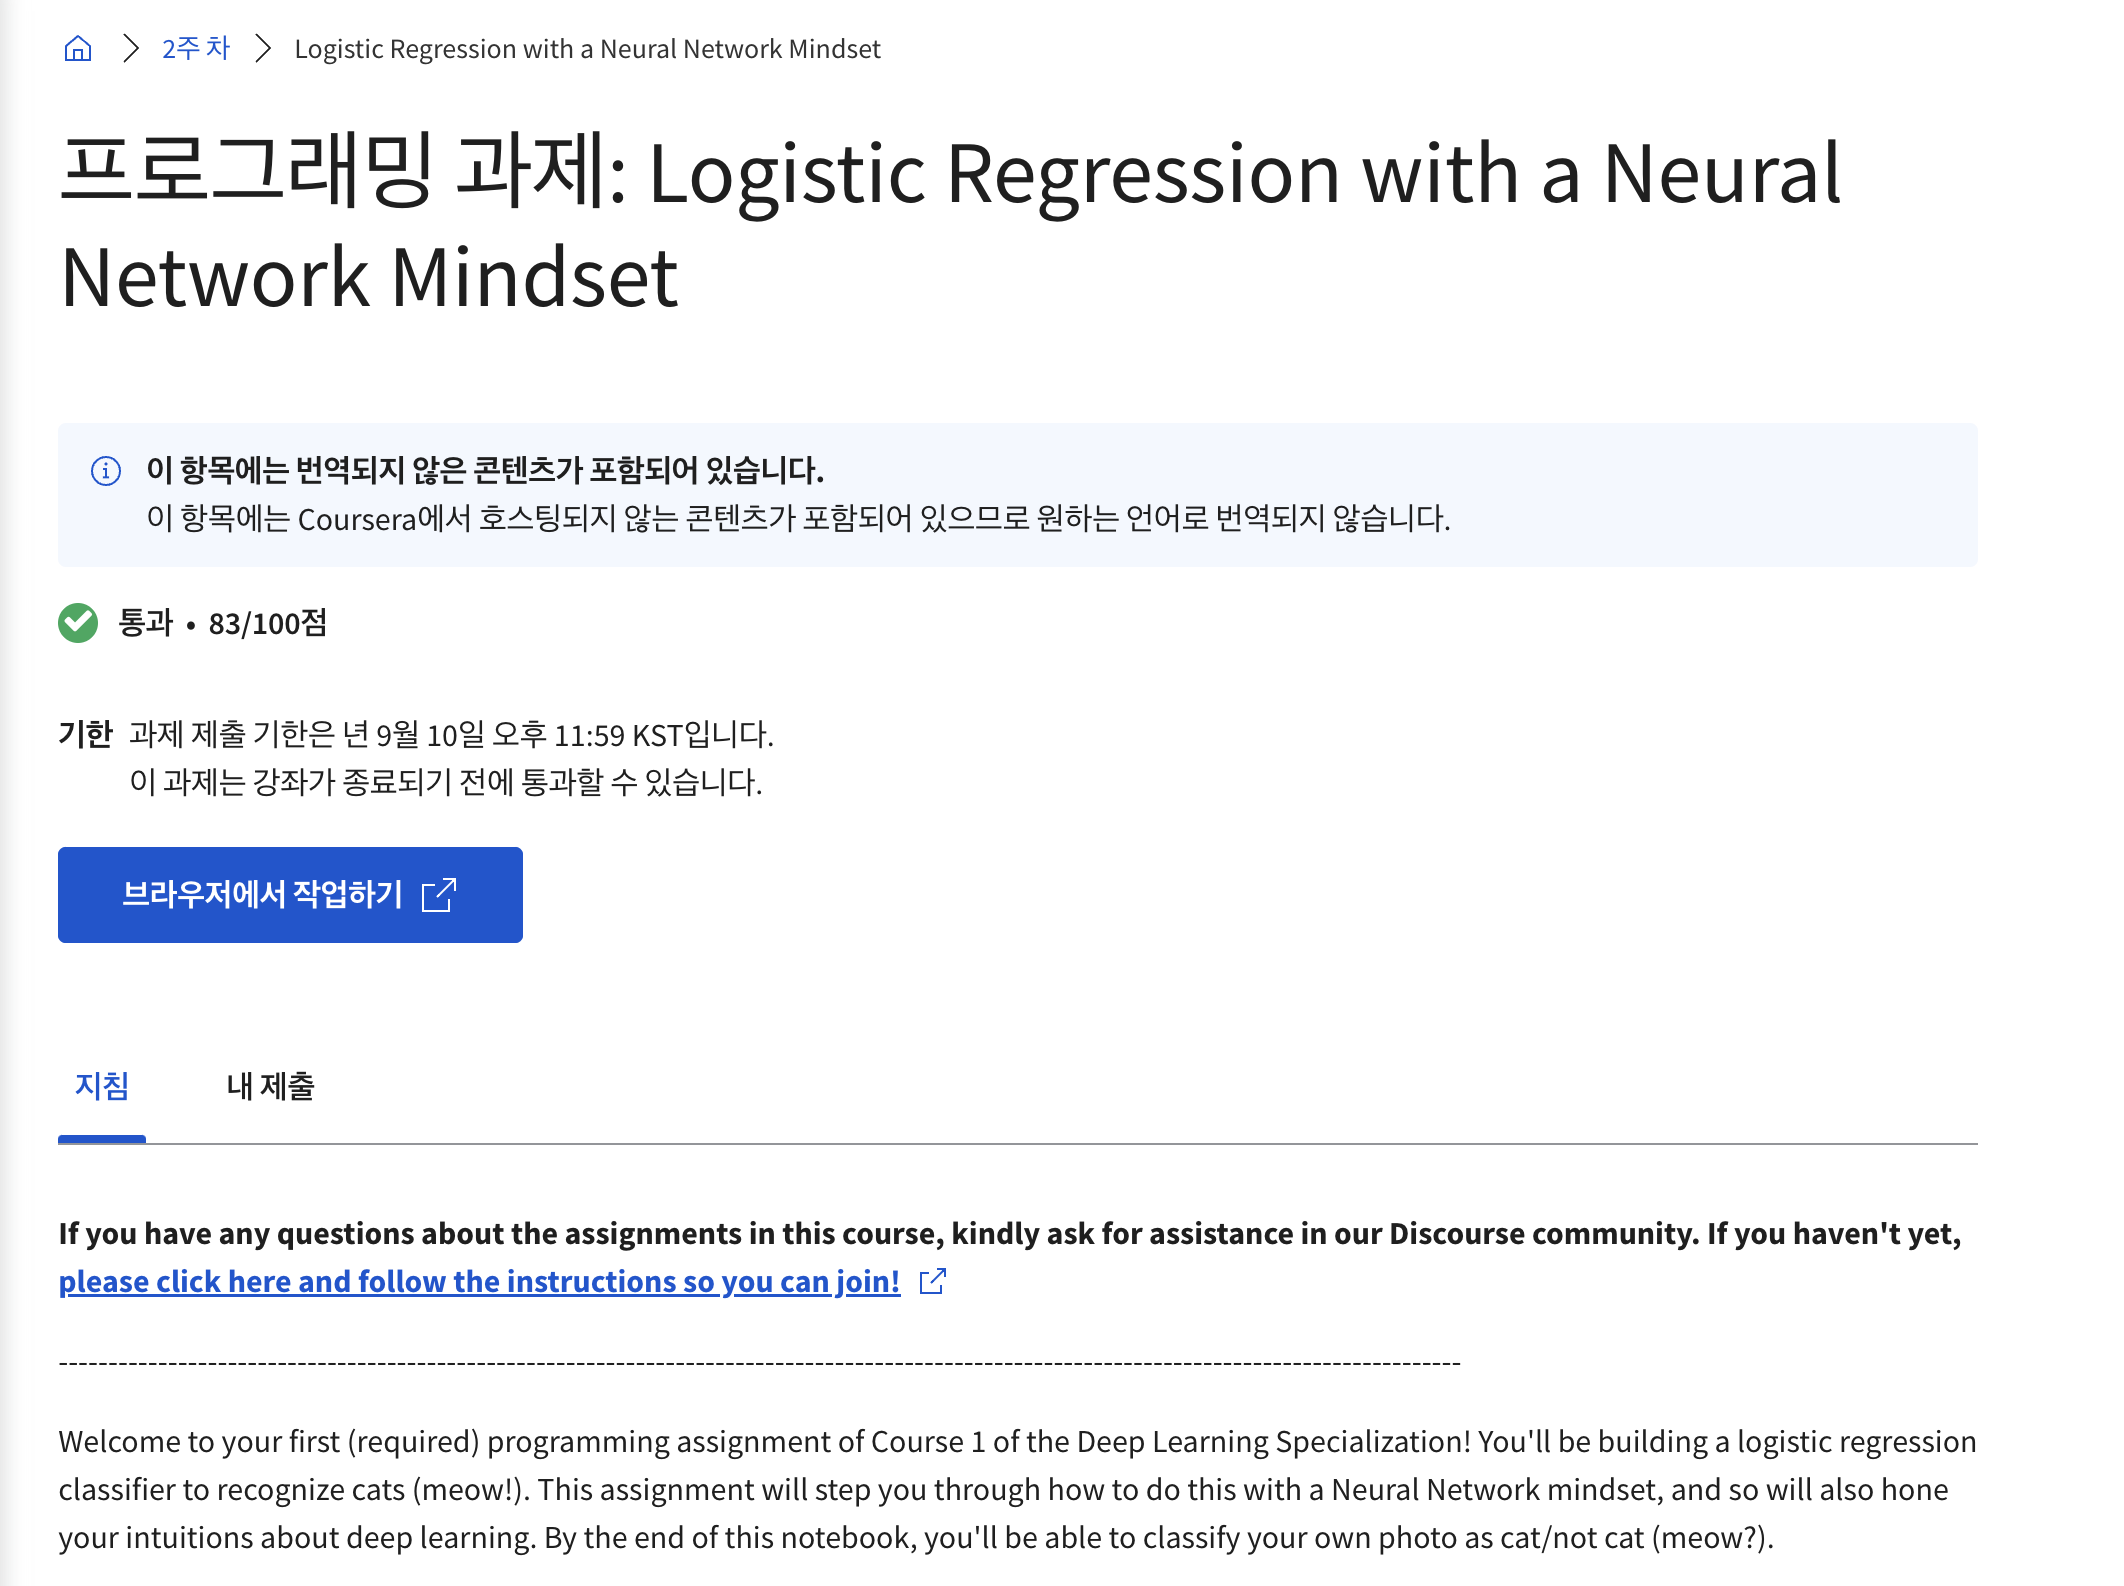 2주 차 Logistic Regression with a Neural Network Mindset
프로그래밍 과제: Logistic Regression with a Neural
Network Mindset
이 항목에는 번역되지 않은 콘텐츠가 포함되어 있습니다.
이 항목에는 Coursera에서 호스팅되지 않는 콘텐츠가 포함되어 있으므로 원하는 언어로 번역되지 않습니다.
통과 • 83/100점
기한 과제 제출 기한은 년 9월 10일 오후 11:59 KST입니다.
이 과제는 강좌가 종료되기 전에 통과할 수 있습니다.
브라우저에서 작업하기
지침 내 제출
If you have any questions about the assignments in this course, kindly ask for assistance in our Discourse community. If you haven't yet,
please click here and follow the instructions so you can join!
--------------------------------------------------------------------------------------------------------------------------------------------
Welcome to your first (required) programming assignment of Course 1 of the Deep Learning Specialization! You'll be building a logistic regression
classifier to recognize cats (meow!). This assignment will step you through how to do this with a Neural Network mindset, and so will also hone
your intuitions about deep learning. By the end of this notebook, you'll be able to classify your own photo as cat/not cat (meow?).